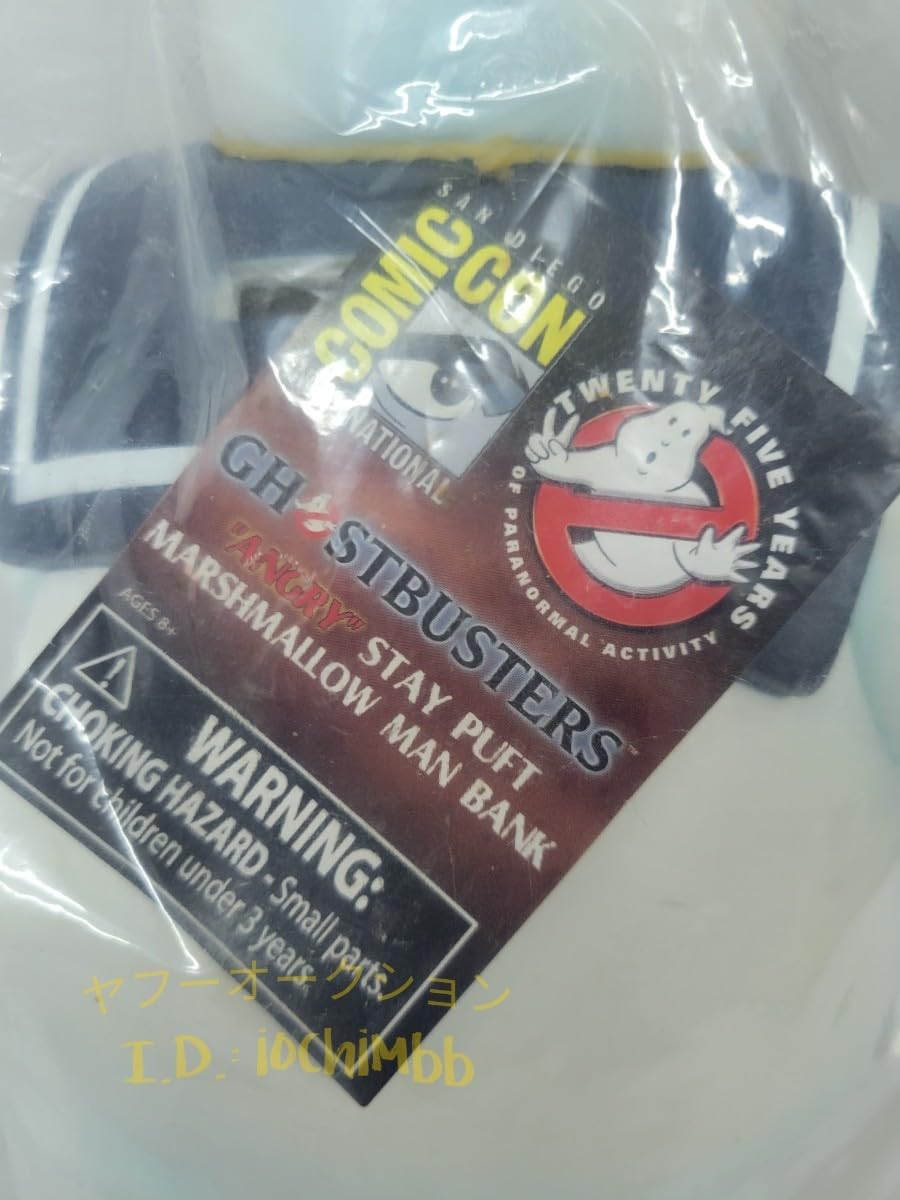 SAN DIEGO
COMIC CON
NATIONAL
TWENTY FIVE YEARS
OF PARANORMAL ACTIVITY
GHOSTBUSTERS
"ANGRY" STAY PUFT
MARSHMALLOW MAN BANK
AGES 8+
WARNING:
CHOKING HAZARD - Small parts.
Not for children under 3 years.
ヤフーオークション
I.D.: iochimbb